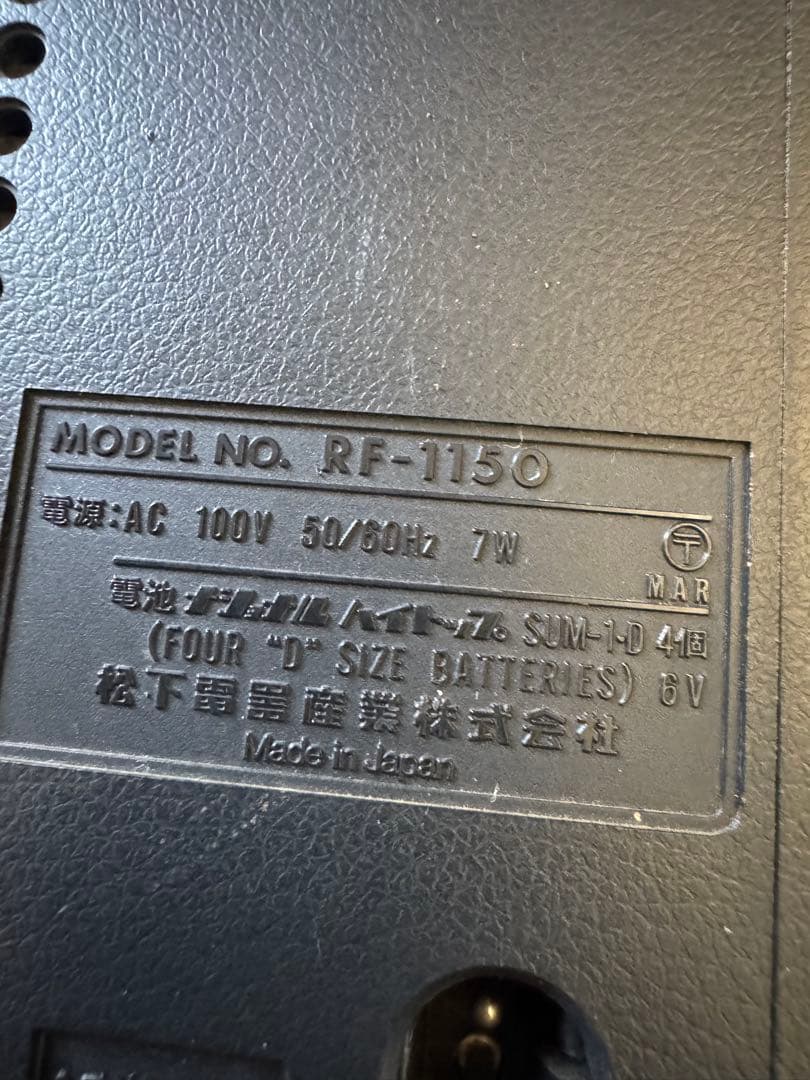 MODEL NO. RF-1150
電源:AC 100V 50/60Hz 7W
〒
MAR
電池:ナショナル ハイトップ SUM-1·D 4個
(FOUR "D" SIZE BATTERIES) 6V
松下電器産業株式会社
Made in Japan